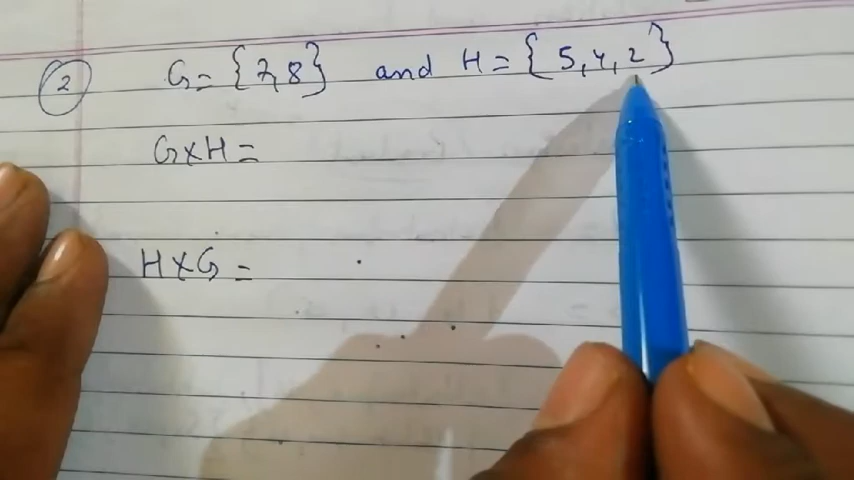 2 G = {7,8} and H = {5,4,2}
G×H =
H×G =